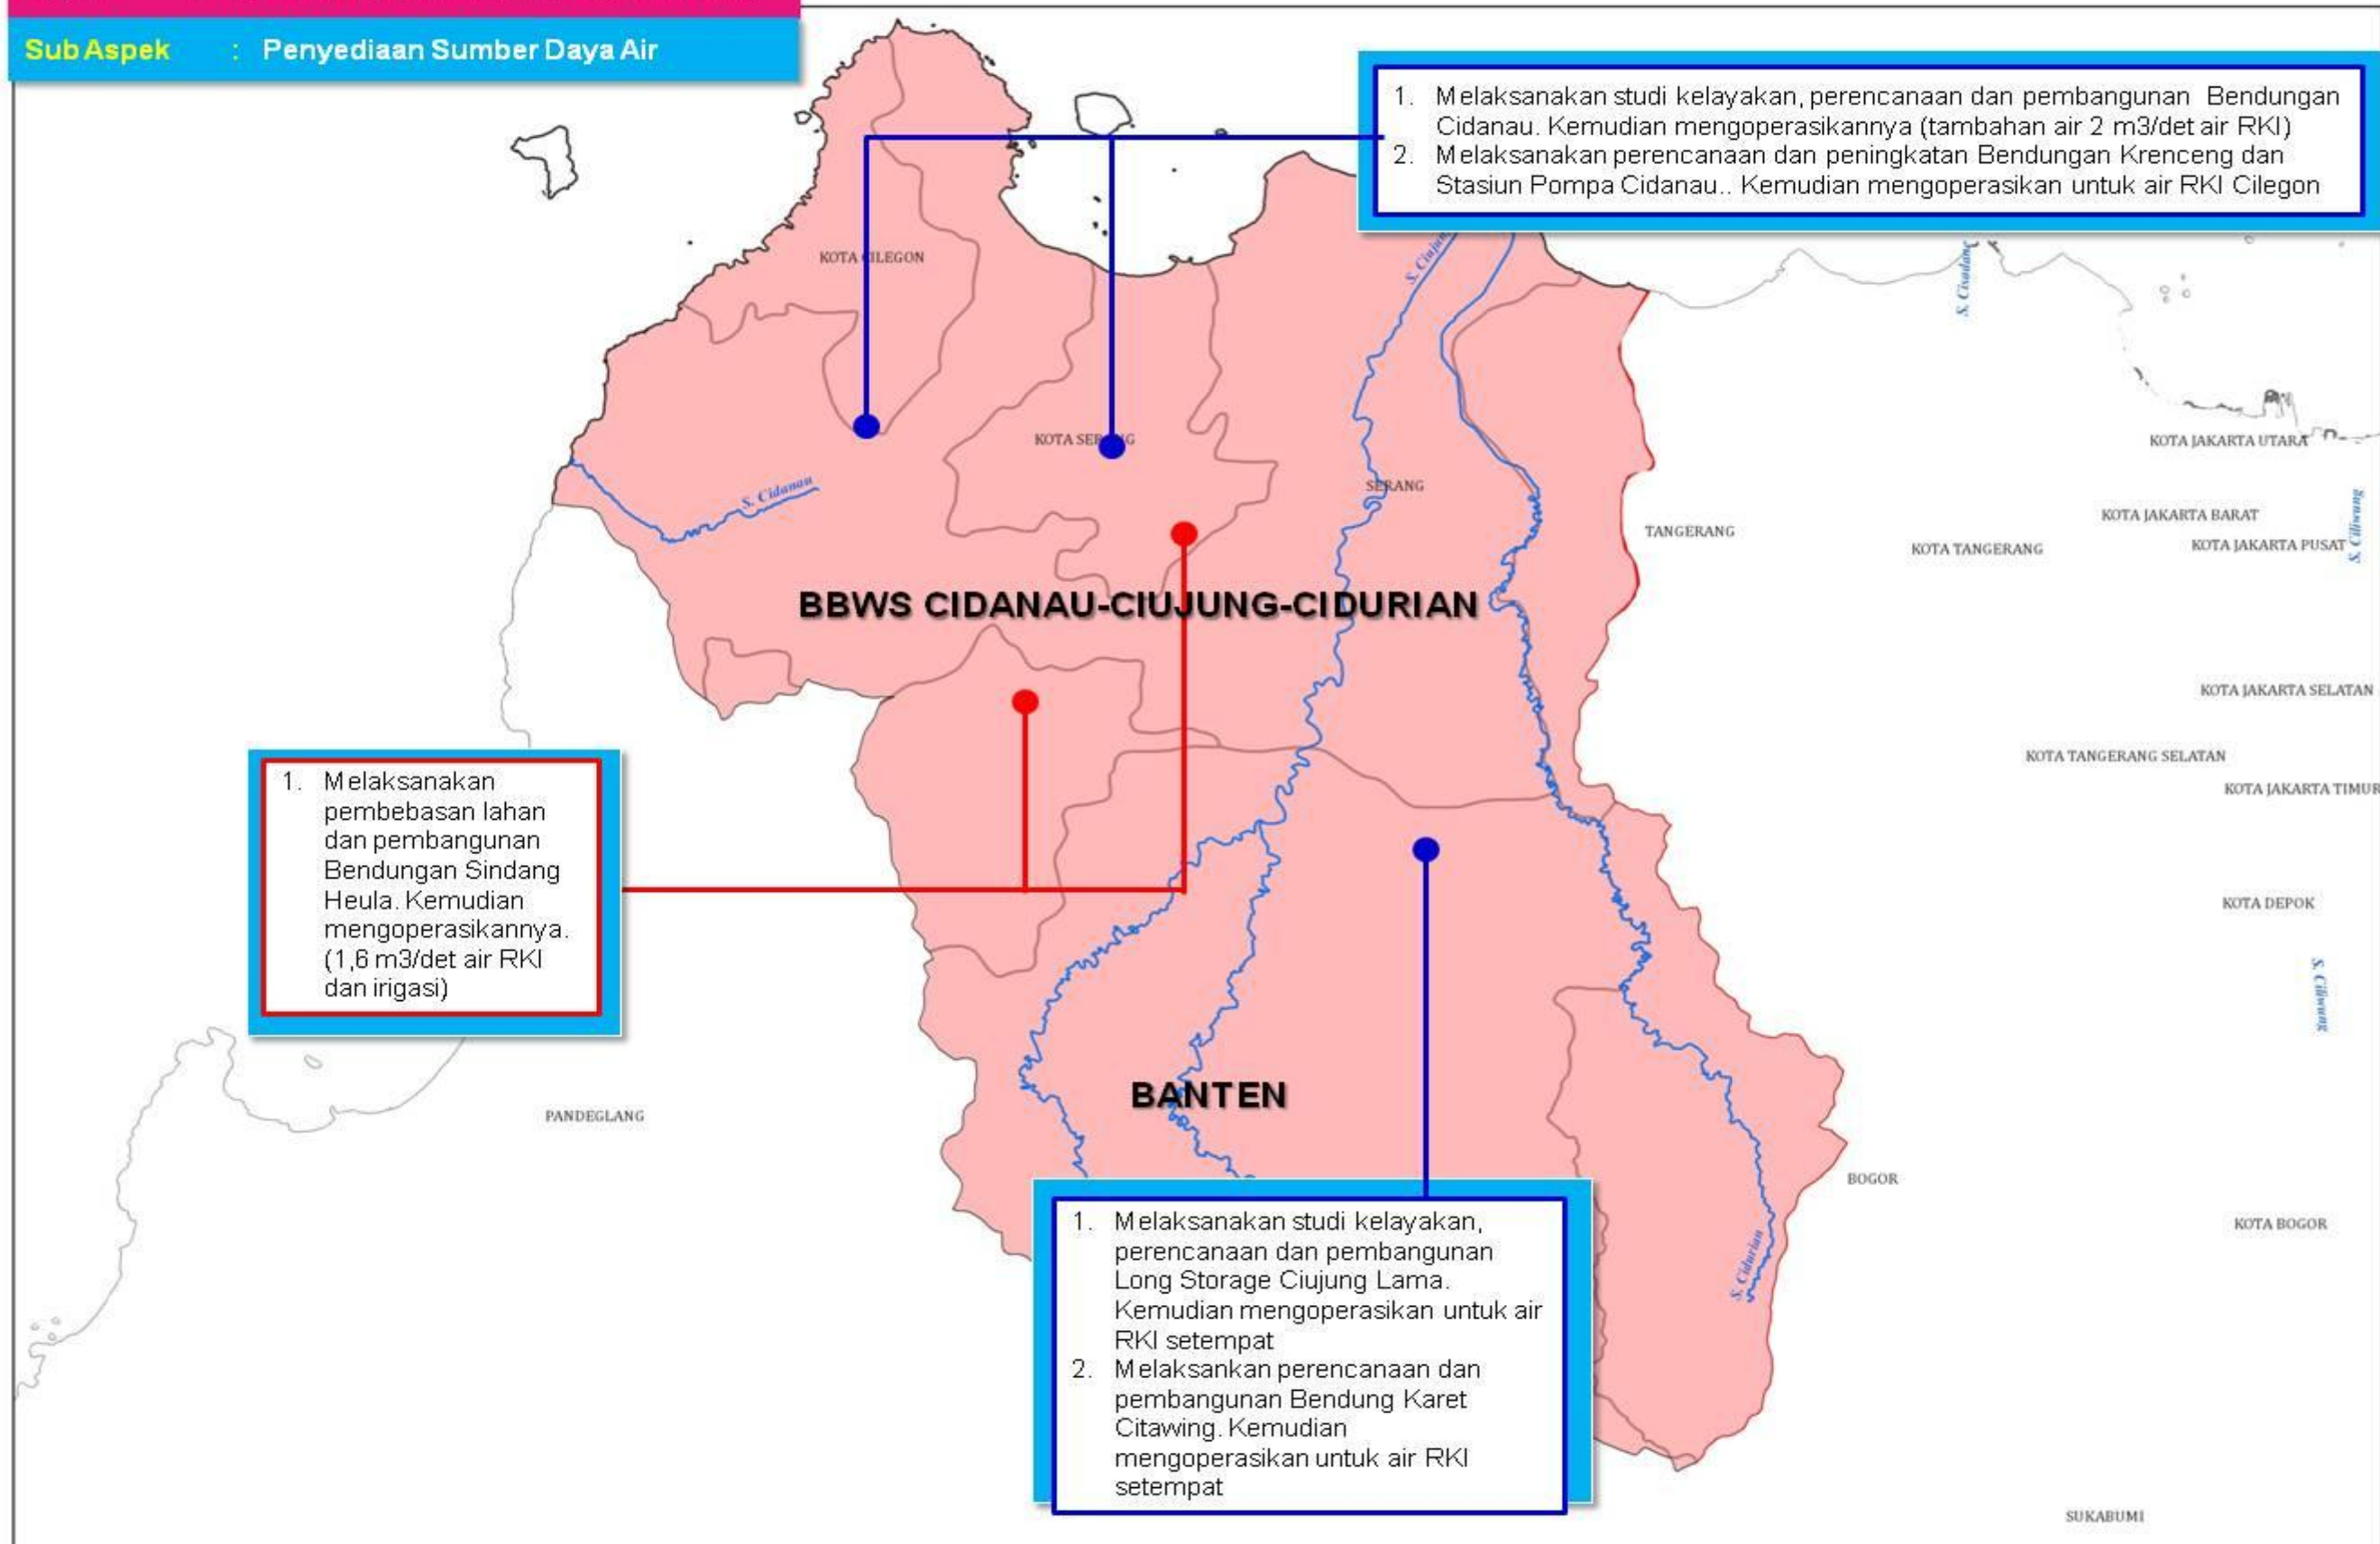 Sub Aspek : Penyediaan Sumber Daya Air
1. Melaksanakan studi kelayakan, perencanaan dan pembangunan Bendungan
Cidanau. Kemudian mengoperasikannya (tambahan air 2 m3/det air RKI)
2. Melaksanakan perencanaan dan peningkatan Bendungan Krenceng dan
Stasiun Pompa Cidanau.. Kemudian mengoperasikan untuk air RKI Cilegon
S. Ciujung
S. Cisadane
KOTA CILEGON
KOTA SERANG
KOTA JAKARTA UTARA
S. Cidanau
SERANG
TANGERANG
KOTA TANGERANG
KOTA JAKARTA BARAT
KOTA JAKARTA PUSAT
S. Ciliwung
BBWS CIDANAU-CIUJUNG-CIDURIAN
KOTA JAKARTA SELATAN
KOTA TANGERANG SELATAN
KOTA JAKARTA TIMUR
1. Melaksanakan
pembebasan lahan
dan pembangunan
Bendungan Sindang
Heula. Kemudian
mengoperasikannya.
(1,6 m3/det air RKI
dan irigasi)
KOTA DEPOK
S. Ciliwung
BANTEN
PANDEGLANG
BOGOR
KOTA BOGOR
S. Cidurian
1. Melaksanakan studi kelayakan,
perencanaan dan pembangunan
Long Storage Ciujung Lama.
Kemudian mengoperasikan untuk air
RKI setempat
2. Melaksankan perencanaan dan
pembangunan Bendung Karet
Citawing. Kemudian
mengoperasikan untuk air RKI
setempat
SUKABUMI